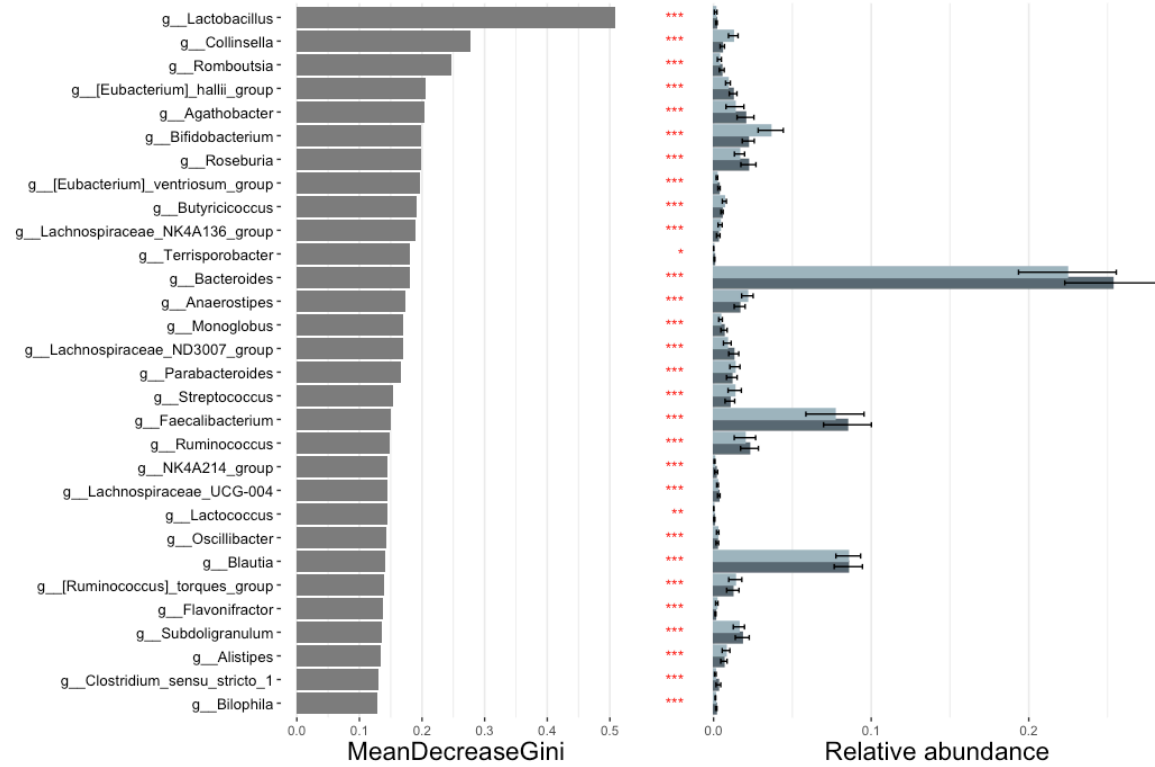 g__Lactobacillus ***
g__Collinsella ***
g__Romboutsia ***
g__[Eubacterium]_hallii_group ***
g__Agathobacter ***
g__Bifidobacterium ***
g__Roseburia ***
g__[Eubacterium]_ventriosum_group ***
g__Butyricicoccus ***
g__Lachnospiraceae_NK4A136_group ***
g__Terrisporobacter *
g__Bacteroides ***
g__Anaerostipes ***
g__Monoglobus ***
g__Lachnospiraceae_ND3007_group ***
g__Parabacteroides ***
g__Streptococcus ***
g__Faecalibacterium ***
g__Ruminococcus ***
g__NK4A214_group ***
g__Lachnospiraceae_UCG-004 ***
g__Lactococcus **
g__Oscillibacter ***
g__Blautia ***
g__[Ruminococcus]_torques_group ***
g__Flavonifractor ***
g__Subdoligranulum ***
g__Alistipes ***
g__Clostridium_sensu_stricto_1 ***
g__Bilophila ***
0.0 0.1 0.2 0.3 0.4 0.5 0.0 0.1 0.2
MeanDecreaseGini Relative abundance